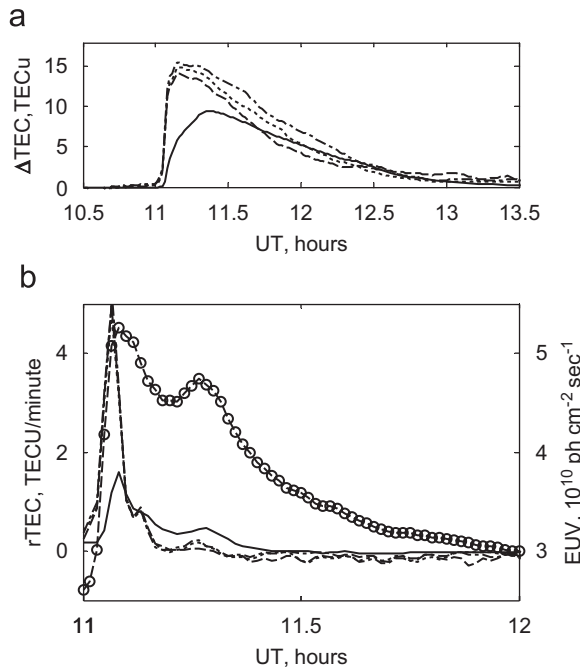 a
ΔTEC,TECu
15
10
5
0
10.5 11 11.5 12 12.5 13 13.5
UT, hours
b
rTEC, TECU/minute
4
2
0
EUV, 10¹⁰ ph cm⁻² sec⁻¹
5
4
3
11 11.5 12
UT, hours